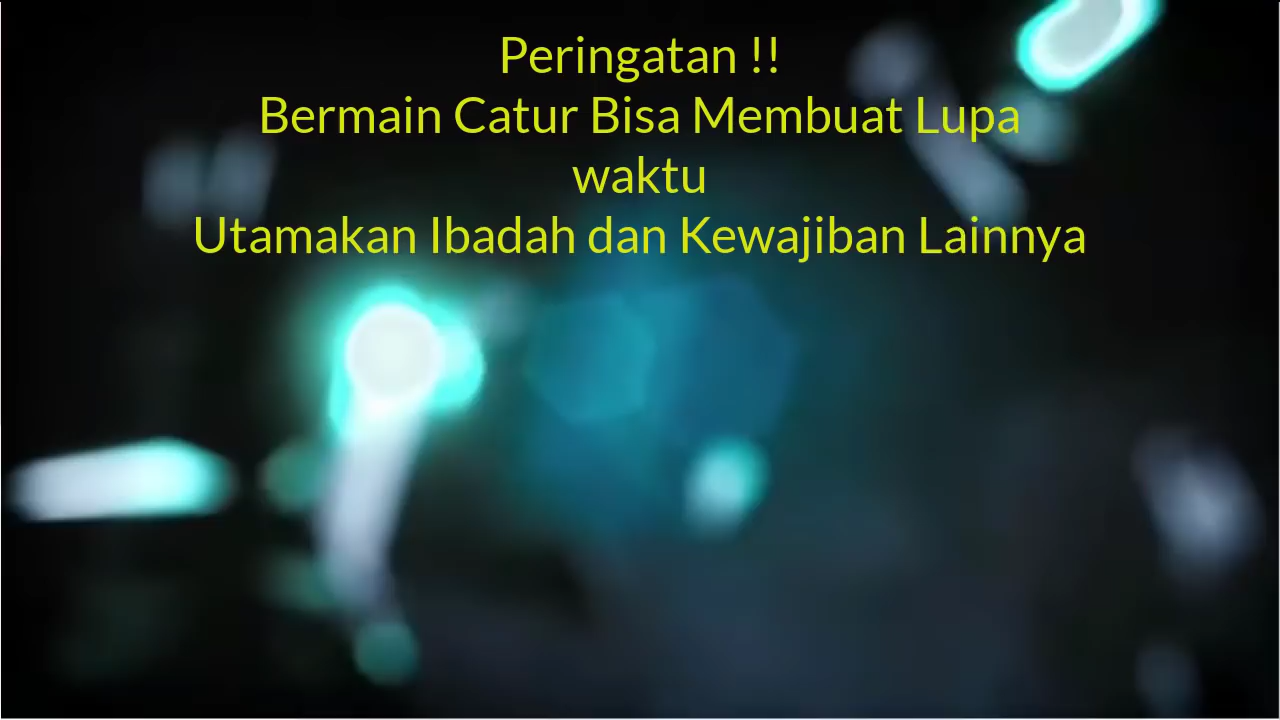 Peringatan !!
Bermain Catur Bisa Membuat Lupa
waktu
Utamakan Ibadah dan Kewajiban Lainnya